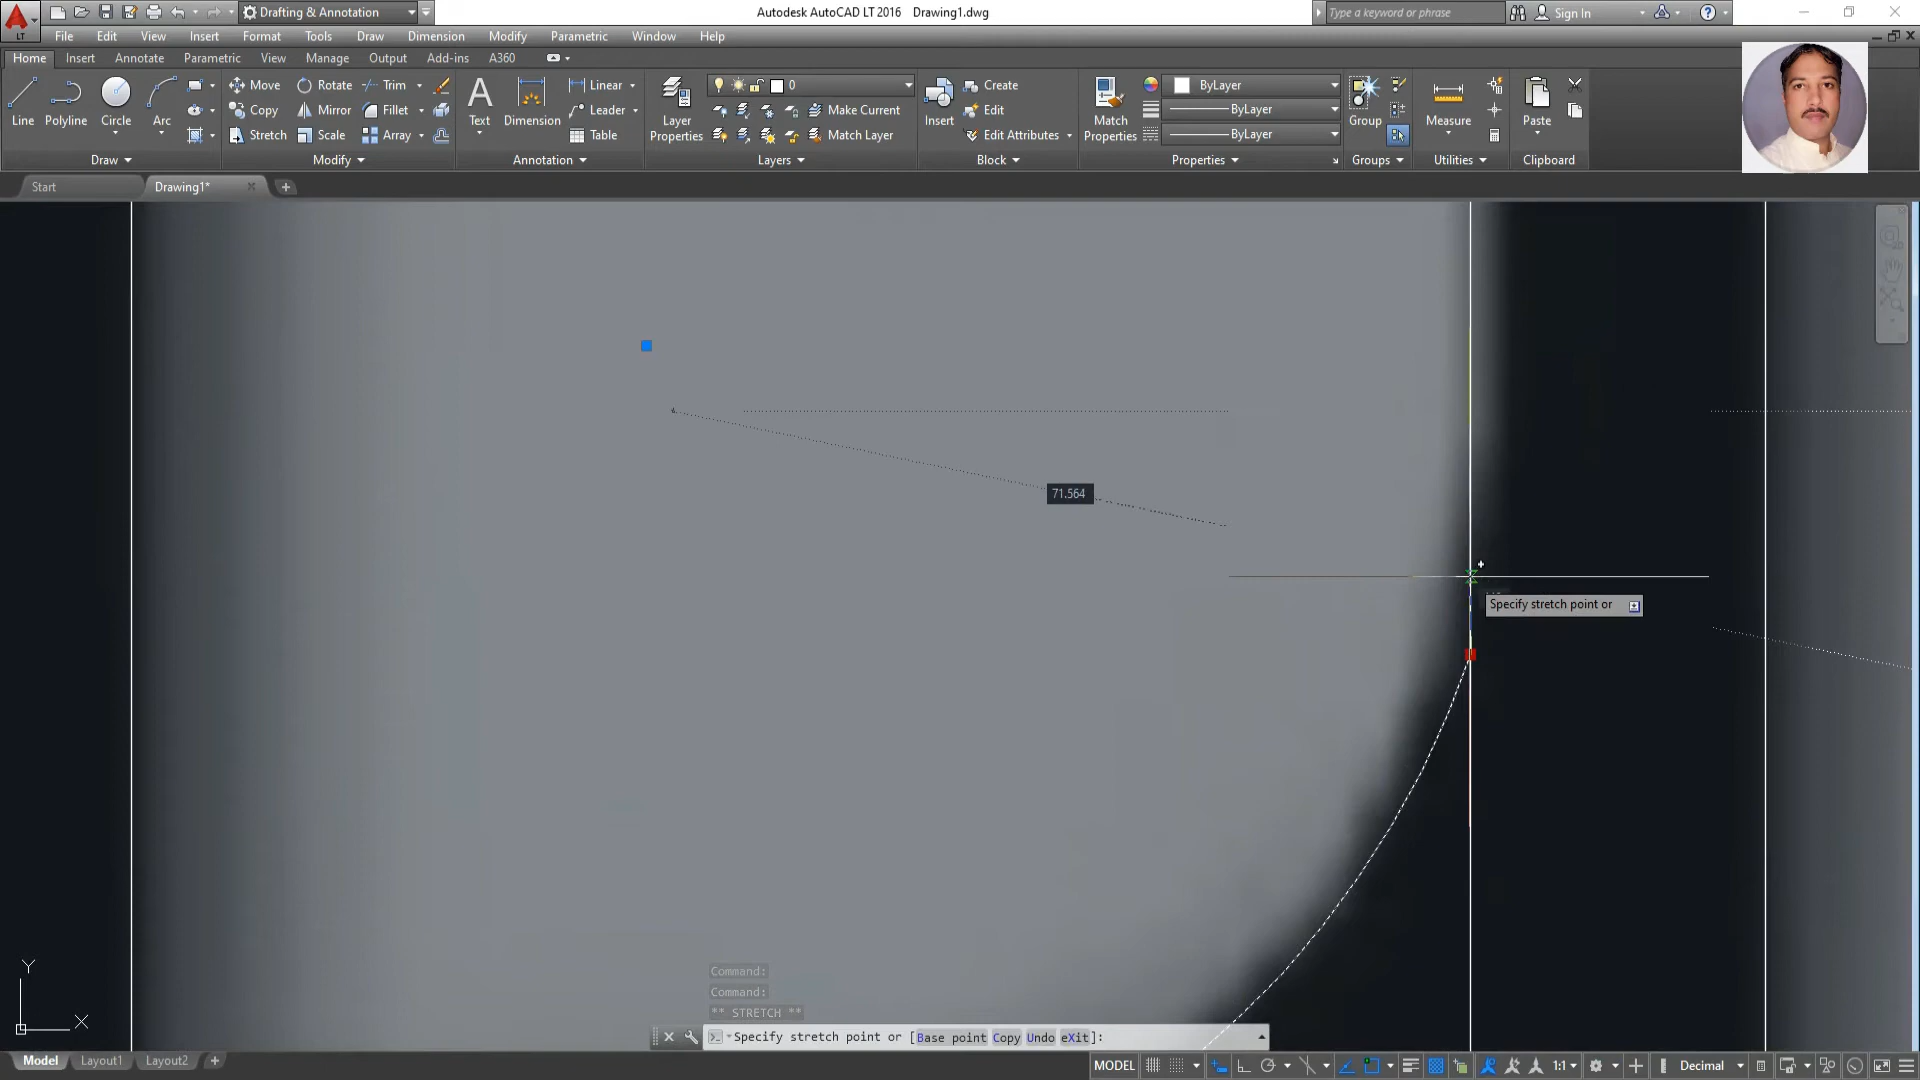 Drafting & Annotation
Autodesk AutoCAD LT 2016 Drawing1.dwg
Type a keyword or phrase
Sign In
LT
File Edit View Insert Format Tools Draw Dimension Modify Parametric Window Help
Home Insert Annotate Parametric View Manage Output Add-ins A360
Line Polyline Circle Arc
Move Rotate Trim
Copy Mirror Fillet
Stretch Scale Array
Text Dimension
Linear
Leader
Table
Layer Properties
0
Make Current
Match Layer
Insert
Create
Edit
Edit Attributes
Match Properties
ByLayer
ByLayer
ByLayer
Group
Measure
Paste
Draw Modify Annotation Layers Block Properties Groups Utilities Clipboard
Start Drawing1*
71.564
Specify stretch point or
Y
X
Command:
Command:
** STRETCH **
Specify stretch point or [Base point Copy Undo eXit]:
Model Layout1 Layout2
MODEL 1:1 Decimal